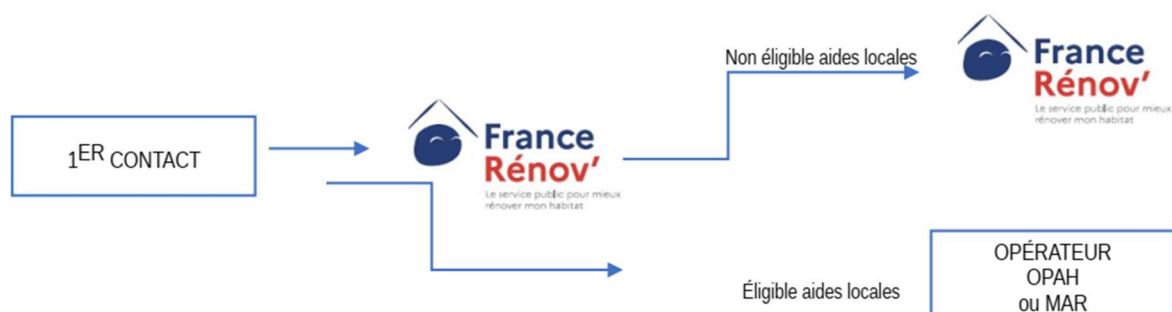 Non éligible aides locales
France
Rénov'
Le service public pour mieux
rénover mon habitat
1ER CONTACT
France
Rénov'
Le service public pour mieux
rénover mon habitat
Éligible aides locales
OPÉRATEUR
OPAH
ou MAR